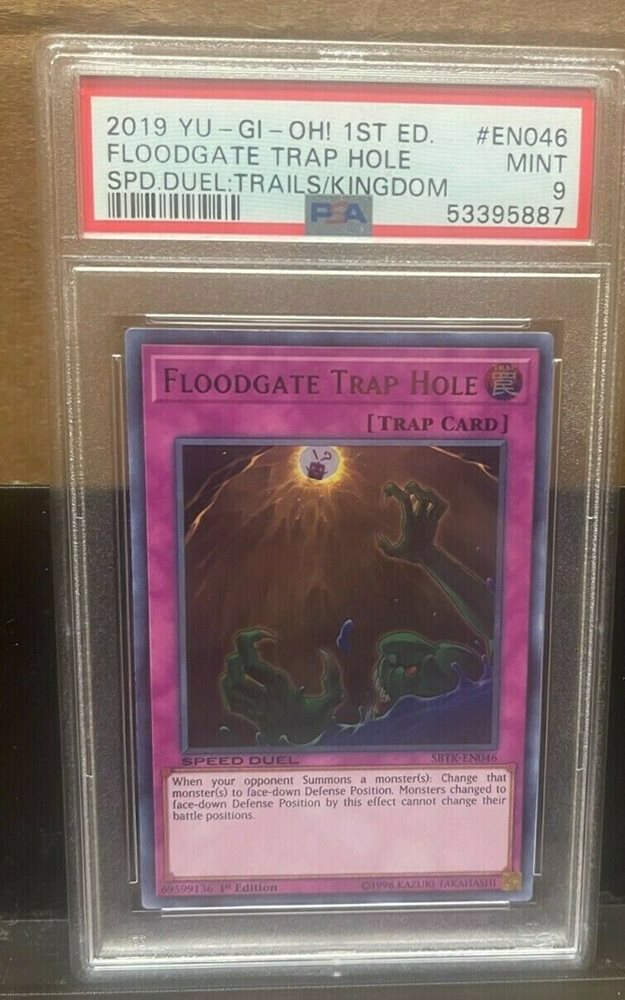 2019 YU-GI-OH! 1ST ED. #EN046
FLOODGATE TRAP HOLE MINT
SPD.DUEL:TRAILS/KINGDOM 9
PSA 53395887
FLOODGATE TRAP HOLE TRAP 罠
[TRAP CARD]
SPEED DUEL SBTK-EN046
When your opponent Summons a monster(s): Change that
monster(s) to face-down Defense Position. Monsters changed to
face-down Defense Position by this effect cannot change their
battle positions.
69599136 1st Edition ©1996 KAZUKI TAKAHASHI